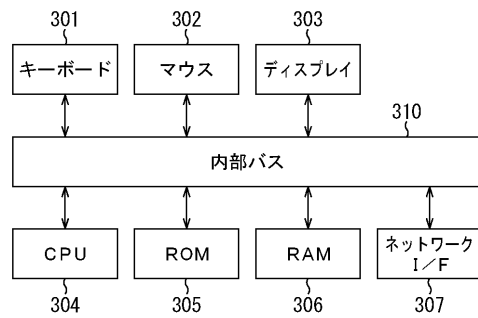 301 302 303
キーボード マウス ディスプレイ
310
内部バス
CPU ROM RAM ネットワーク
I／F
304 305 306 307